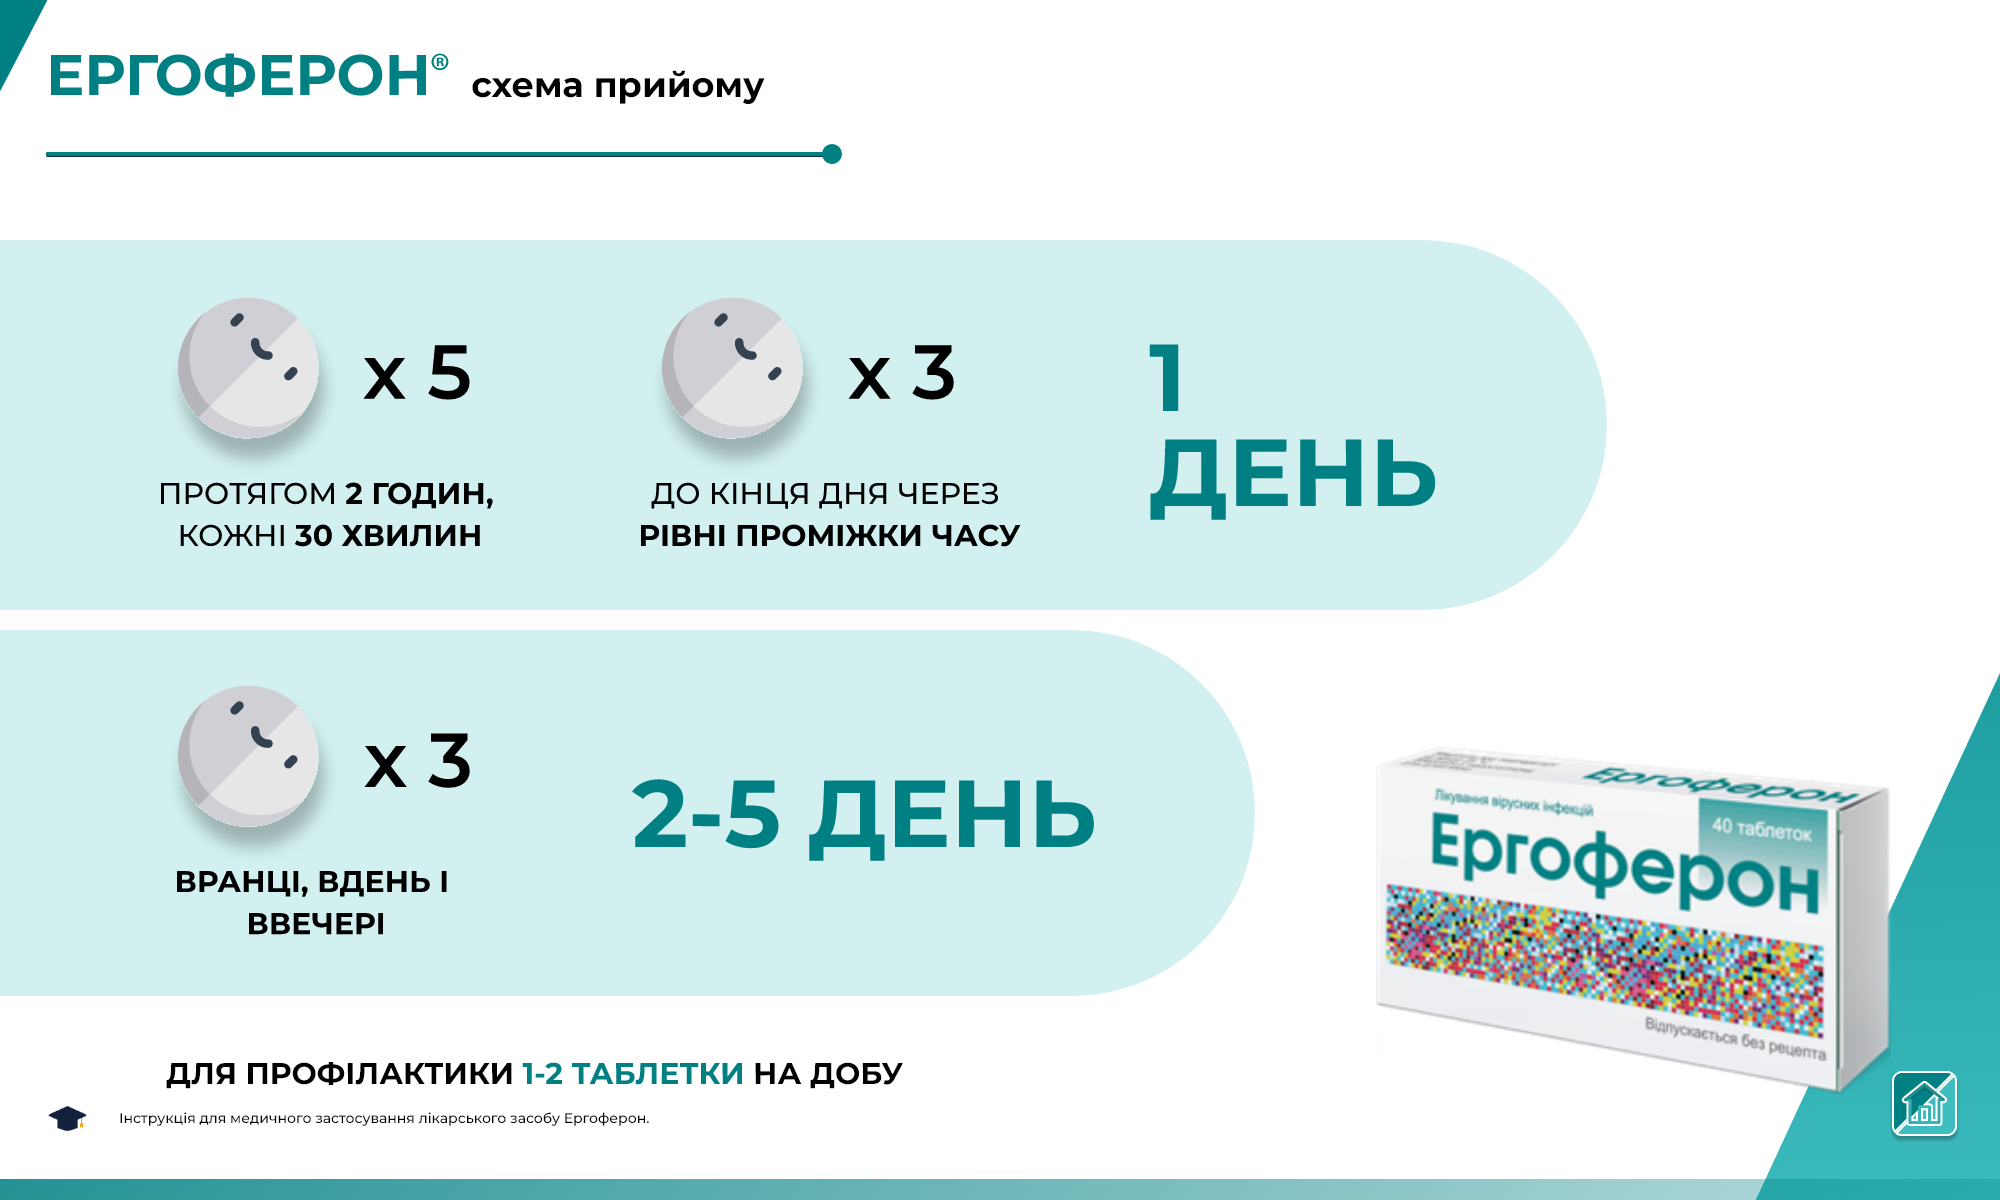 ЕРГОФЕРОН® схема прийому
х 5
х 3
1
ДЕНЬ
ПРОТЯГОМ 2 ГОДИН,
КОЖНІ 30 ХВИЛИН
ДО КІНЦЯ ДНЯ ЧЕРЕЗ
РІВНІ ПРОМІЖКИ ЧАСУ
х 3
2-5 ДЕНЬ
ВРАНЦІ, ВДЕНЬ І
ВВЕЧЕРІ
Ергоферон
Лікування вірусних інфекцій
40 таблеток
Ергоферон
Відпускається без рецепта
ДЛЯ ПРОФІЛАКТИКИ 1-2 ТАБЛЕТКИ НА ДОБУ
Інструкція для медичного застосування лікарського засобу Ергоферон.